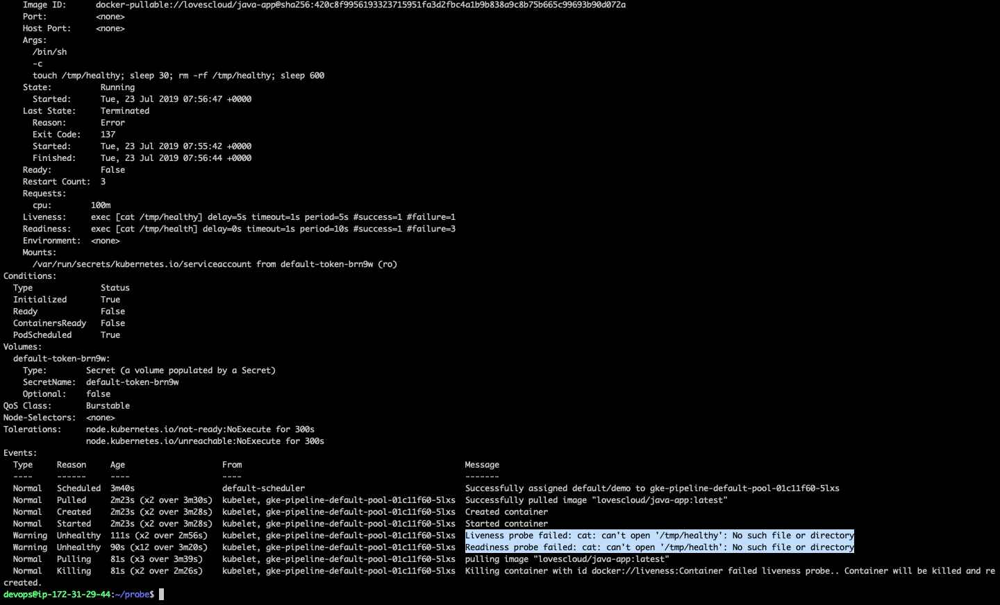 Image ID:      docker-pullable://lovescloud/java-app@sha256:420c8f9956193323715951fa3d2fbc4a1b9b838a9c8b75b665c99693b90d072a
Port:          <none>
Host Port:     <none>
Args:
/bin/sh
-c
touch /tmp/healthy; sleep 30; rm -rf /tmp/healthy; sleep 600
State:          Running
Started:      Tue, 23 Jul 2019 07:56:47 +0000
Last State:     Terminated
Reason:       Error
Exit Code:    137
Started:      Tue, 23 Jul 2019 07:55:42 +0000
Finished:     Tue, 23 Jul 2019 07:56:44 +0000
Ready:          False
Restart Count:  3
Requests:
cpu:        100m
Liveness:     exec [cat /tmp/healthy] delay=5s timeout=1s period=5s #success=1 #failure=1
Readiness:    exec [cat /tmp/health] delay=0s timeout=1s period=10s #success=1 #failure=3
Environment:  <none>
Mounts:
/var/run/secrets/kubernetes.io/serviceaccount from default-token-brn9w (ro)
Conditions:
Type              Status
Initialized       True
Ready             False
ContainersReady   False
PodScheduled      True
Volumes:
default-token-brn9w:
Type:        Secret (a volume populated by a Secret)
SecretName:  default-token-brn9w
Optional:    false
QoS Class:       Burstable
Node-Selectors:  <none>
Tolerations:     node.kubernetes.io/not-ready:NoExecute for 300s
node.kubernetes.io/unreachable:NoExecute for 300s
Events:
Type     Reason     Age                    From                                             Message
----     ------     ----                   ----                                             -------
Normal   Scheduled  3m40s                  default-scheduler                                Successfully assigned default/demo to gke-pipeline-default-pool-01c11f60-5lxs
Normal   Pulled     2m23s (x2 over 3m30s)  kubelet, gke-pipeline-default-pool-01c11f60-5lxs  Successfully pulled image "lovescloud/java-app:latest"
Normal   Created    2m23s (x2 over 3m28s)  kubelet, gke-pipeline-default-pool-01c11f60-5lxs  Created container
Normal   Started    2m23s (x2 over 3m28s)  kubelet, gke-pipeline-default-pool-01c11f60-5lxs  Started container
Warning  Unhealthy  111s (x2 over 2m56s)   kubelet, gke-pipeline-default-pool-01c11f60-5lxs  Liveness probe failed: cat: can't open '/tmp/healthy': No such file or directory
Warning  Unhealthy  90s (x12 over 3m20s)   kubelet, gke-pipeline-default-pool-01c11f60-5lxs  Readiness probe failed: cat: can't open '/tmp/health': No such file or directory
Normal   Pulling    81s (x3 over 3m39s)    kubelet, gke-pipeline-default-pool-01c11f60-5lxs  pulling image "lovescloud/java-app:latest"
Normal   Killing    81s (x2 over 2m26s)    kubelet, gke-pipeline-default-pool-01c11f60-5lxs  Killing container with id docker://liveness:Container failed liveness probe.. Container will be killed and re
created.
devops@ip-172-31-29-44:~/probe$